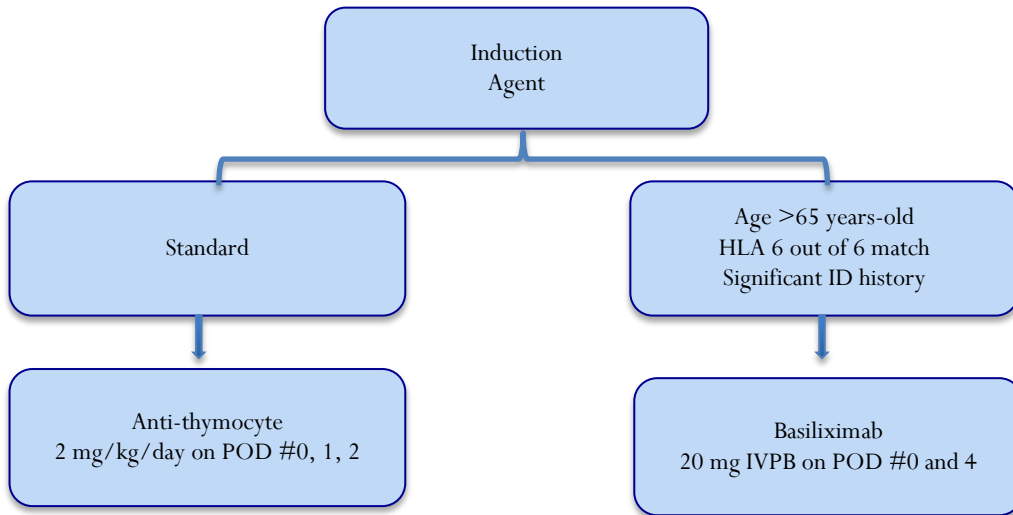 Induction
Agent
Standard
Age >65 years-old
HLA 6 out of 6 match
Significant ID history
Anti-thymocyte
2 mg/kg/day on POD #0, 1, 2
Basiliximab
20 mg IVPB on POD #0 and 4